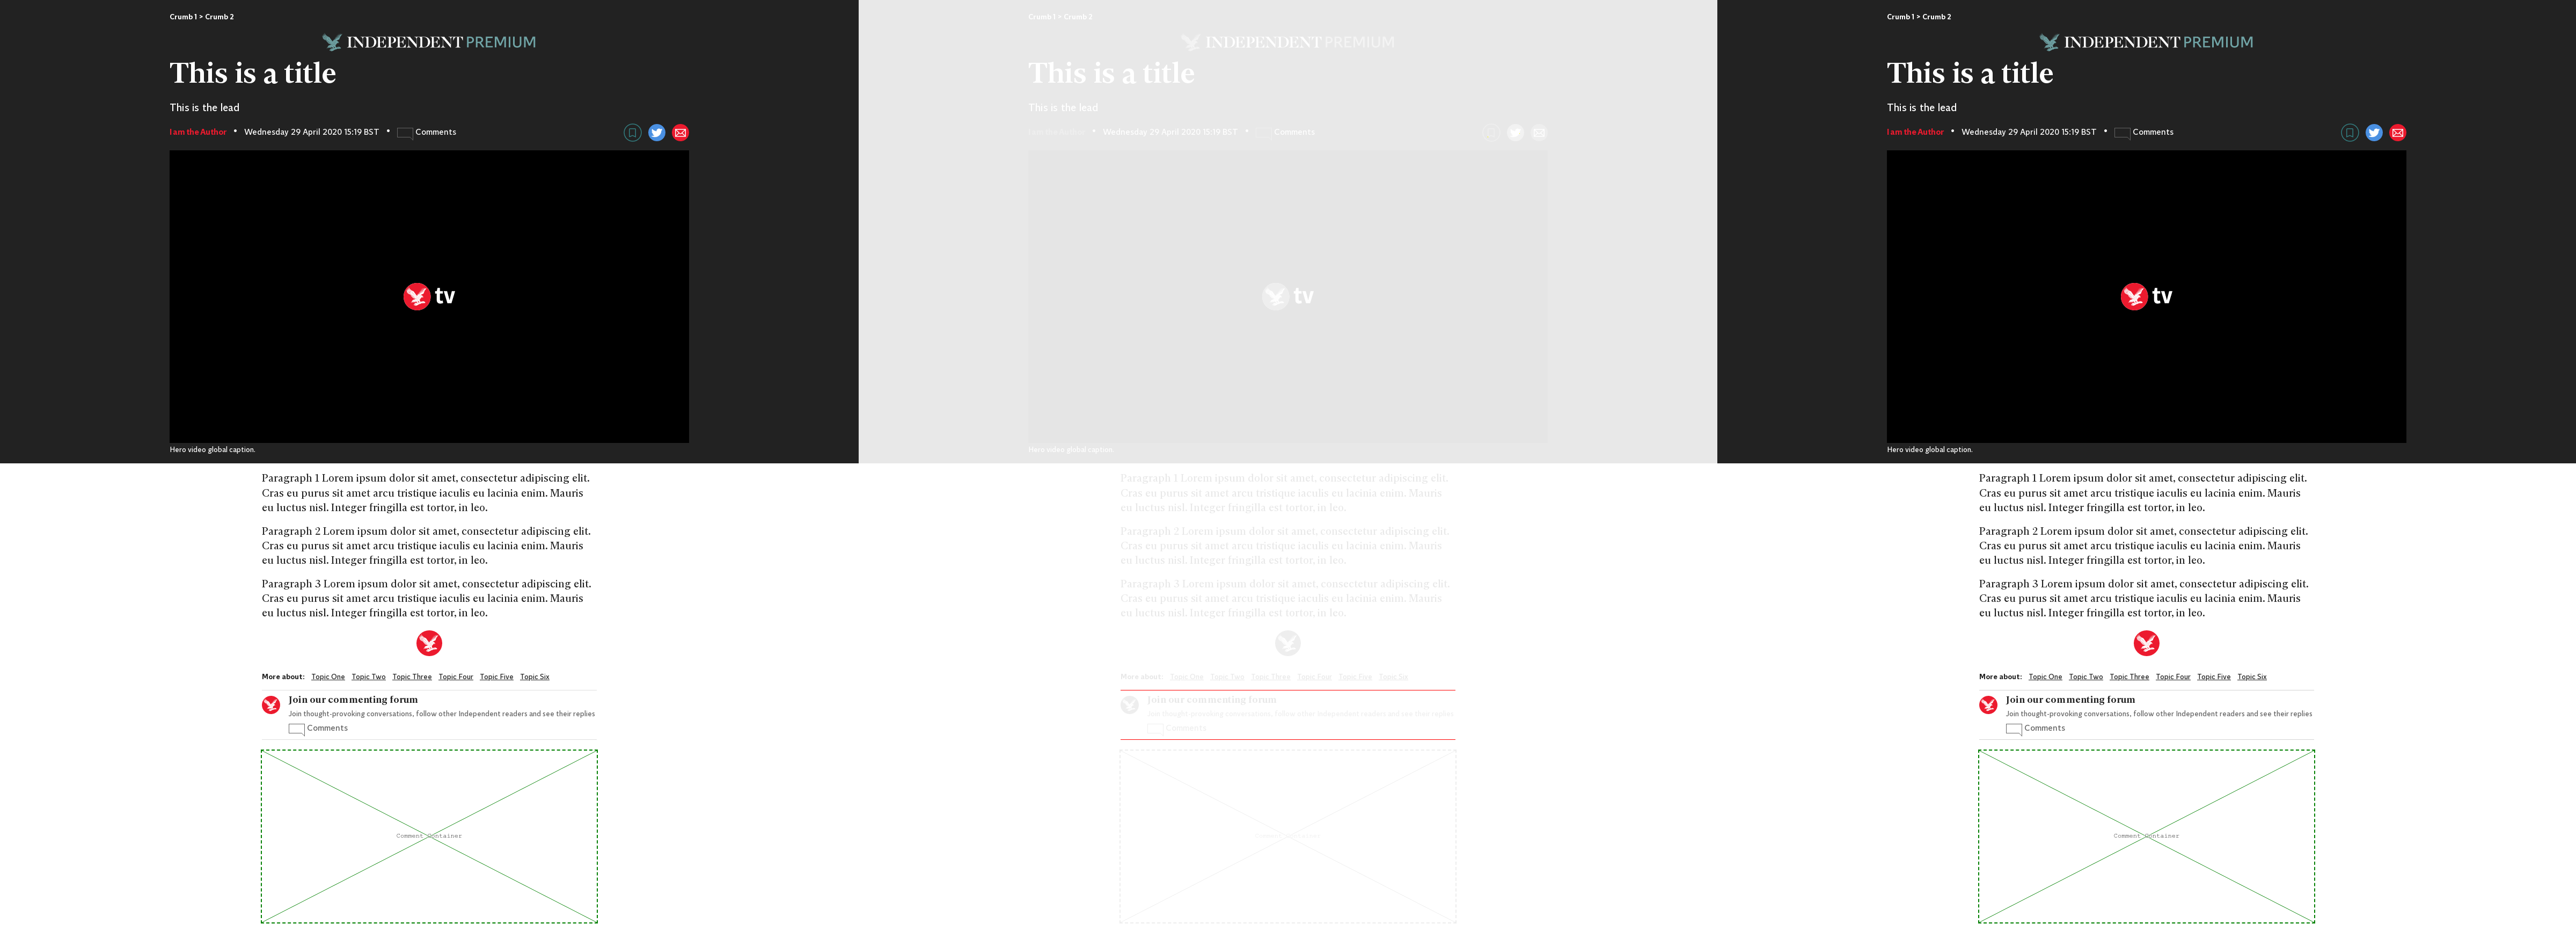 Crumb 1 > Crumb 2
INDEPENDENT PREMIUM
This is a title
This is the lead
I am the Author • Wednesday 29 April 2020 15:19 BST • Comments
tv
Hero video global caption.
Paragraph 1 Lorem ipsum dolor sit amet, consectetur adipiscing elit.
Cras eu purus sit amet arcu tristique iaculis eu lacinia enim. Mauris
eu luctus nisl. Integer fringilla est tortor, in leo.
Paragraph 2 Lorem ipsum dolor sit amet, consectetur adipiscing elit.
Cras eu purus sit amet arcu tristique iaculis eu lacinia enim. Mauris
eu luctus nisl. Integer fringilla est tortor, in leo.
Paragraph 3 Lorem ipsum dolor sit amet, consectetur adipiscing elit.
Cras eu purus sit amet arcu tristique iaculis eu lacinia enim. Mauris
eu luctus nisl. Integer fringilla est tortor, in leo.
More about: Topic One Topic Two Topic Three Topic Four Topic Five Topic Six
Join our commenting forum
Join thought-provoking conversations, follow other Independent readers and see their replies
Comments
Comment Container
Crumb 1 > Crumb 2
INDEPENDENT PREMIUM
This is a title
This is the lead
I am the Author • Wednesday 29 April 2020 15:19 BST • Comments
tv
Hero video global caption.
Paragraph 1 Lorem ipsum dolor sit amet, consectetur adipiscing elit.
Cras eu purus sit amet arcu tristique iaculis eu lacinia enim. Mauris
eu luctus nisl. Integer fringilla est tortor, in leo.
Paragraph 2 Lorem ipsum dolor sit amet, consectetur adipiscing elit.
Cras eu purus sit amet arcu tristique iaculis eu lacinia enim. Mauris
eu luctus nisl. Integer fringilla est tortor, in leo.
Paragraph 3 Lorem ipsum dolor sit amet, consectetur adipiscing elit.
Cras eu purus sit amet arcu tristique iaculis eu lacinia enim. Mauris
eu luctus nisl. Integer fringilla est tortor, in leo.
More about: Topic One Topic Two Topic Three Topic Four Topic Five Topic Six
Join our commenting forum
Join thought-provoking conversations, follow other Independent readers and see their replies
Comments
Crumb 1 > Crumb 2
INDEPENDENT PREMIUM
This is a title
This is the lead
I am the Author • Wednesday 29 April 2020 15:19 BST • Comments
tv
Hero video global caption.
Paragraph 1 Lorem ipsum dolor sit amet, consectetur adipiscing elit.
Cras eu purus sit amet arcu tristique iaculis eu lacinia enim. Mauris
eu luctus nisl. Integer fringilla est tortor, in leo.
Paragraph 2 Lorem ipsum dolor sit amet, consectetur adipiscing elit.
Cras eu purus sit amet arcu tristique iaculis eu lacinia enim. Mauris
eu luctus nisl. Integer fringilla est tortor, in leo.
Paragraph 3 Lorem ipsum dolor sit amet, consectetur adipiscing elit.
Cras eu purus sit amet arcu tristique iaculis eu lacinia enim. Mauris
eu luctus nisl. Integer fringilla est tortor, in leo.
More about: Topic One Topic Two Topic Three Topic Four Topic Five Topic Six
Join our commenting forum
Join thought-provoking conversations, follow other Independent readers and see their replies
Comments
Comment Container